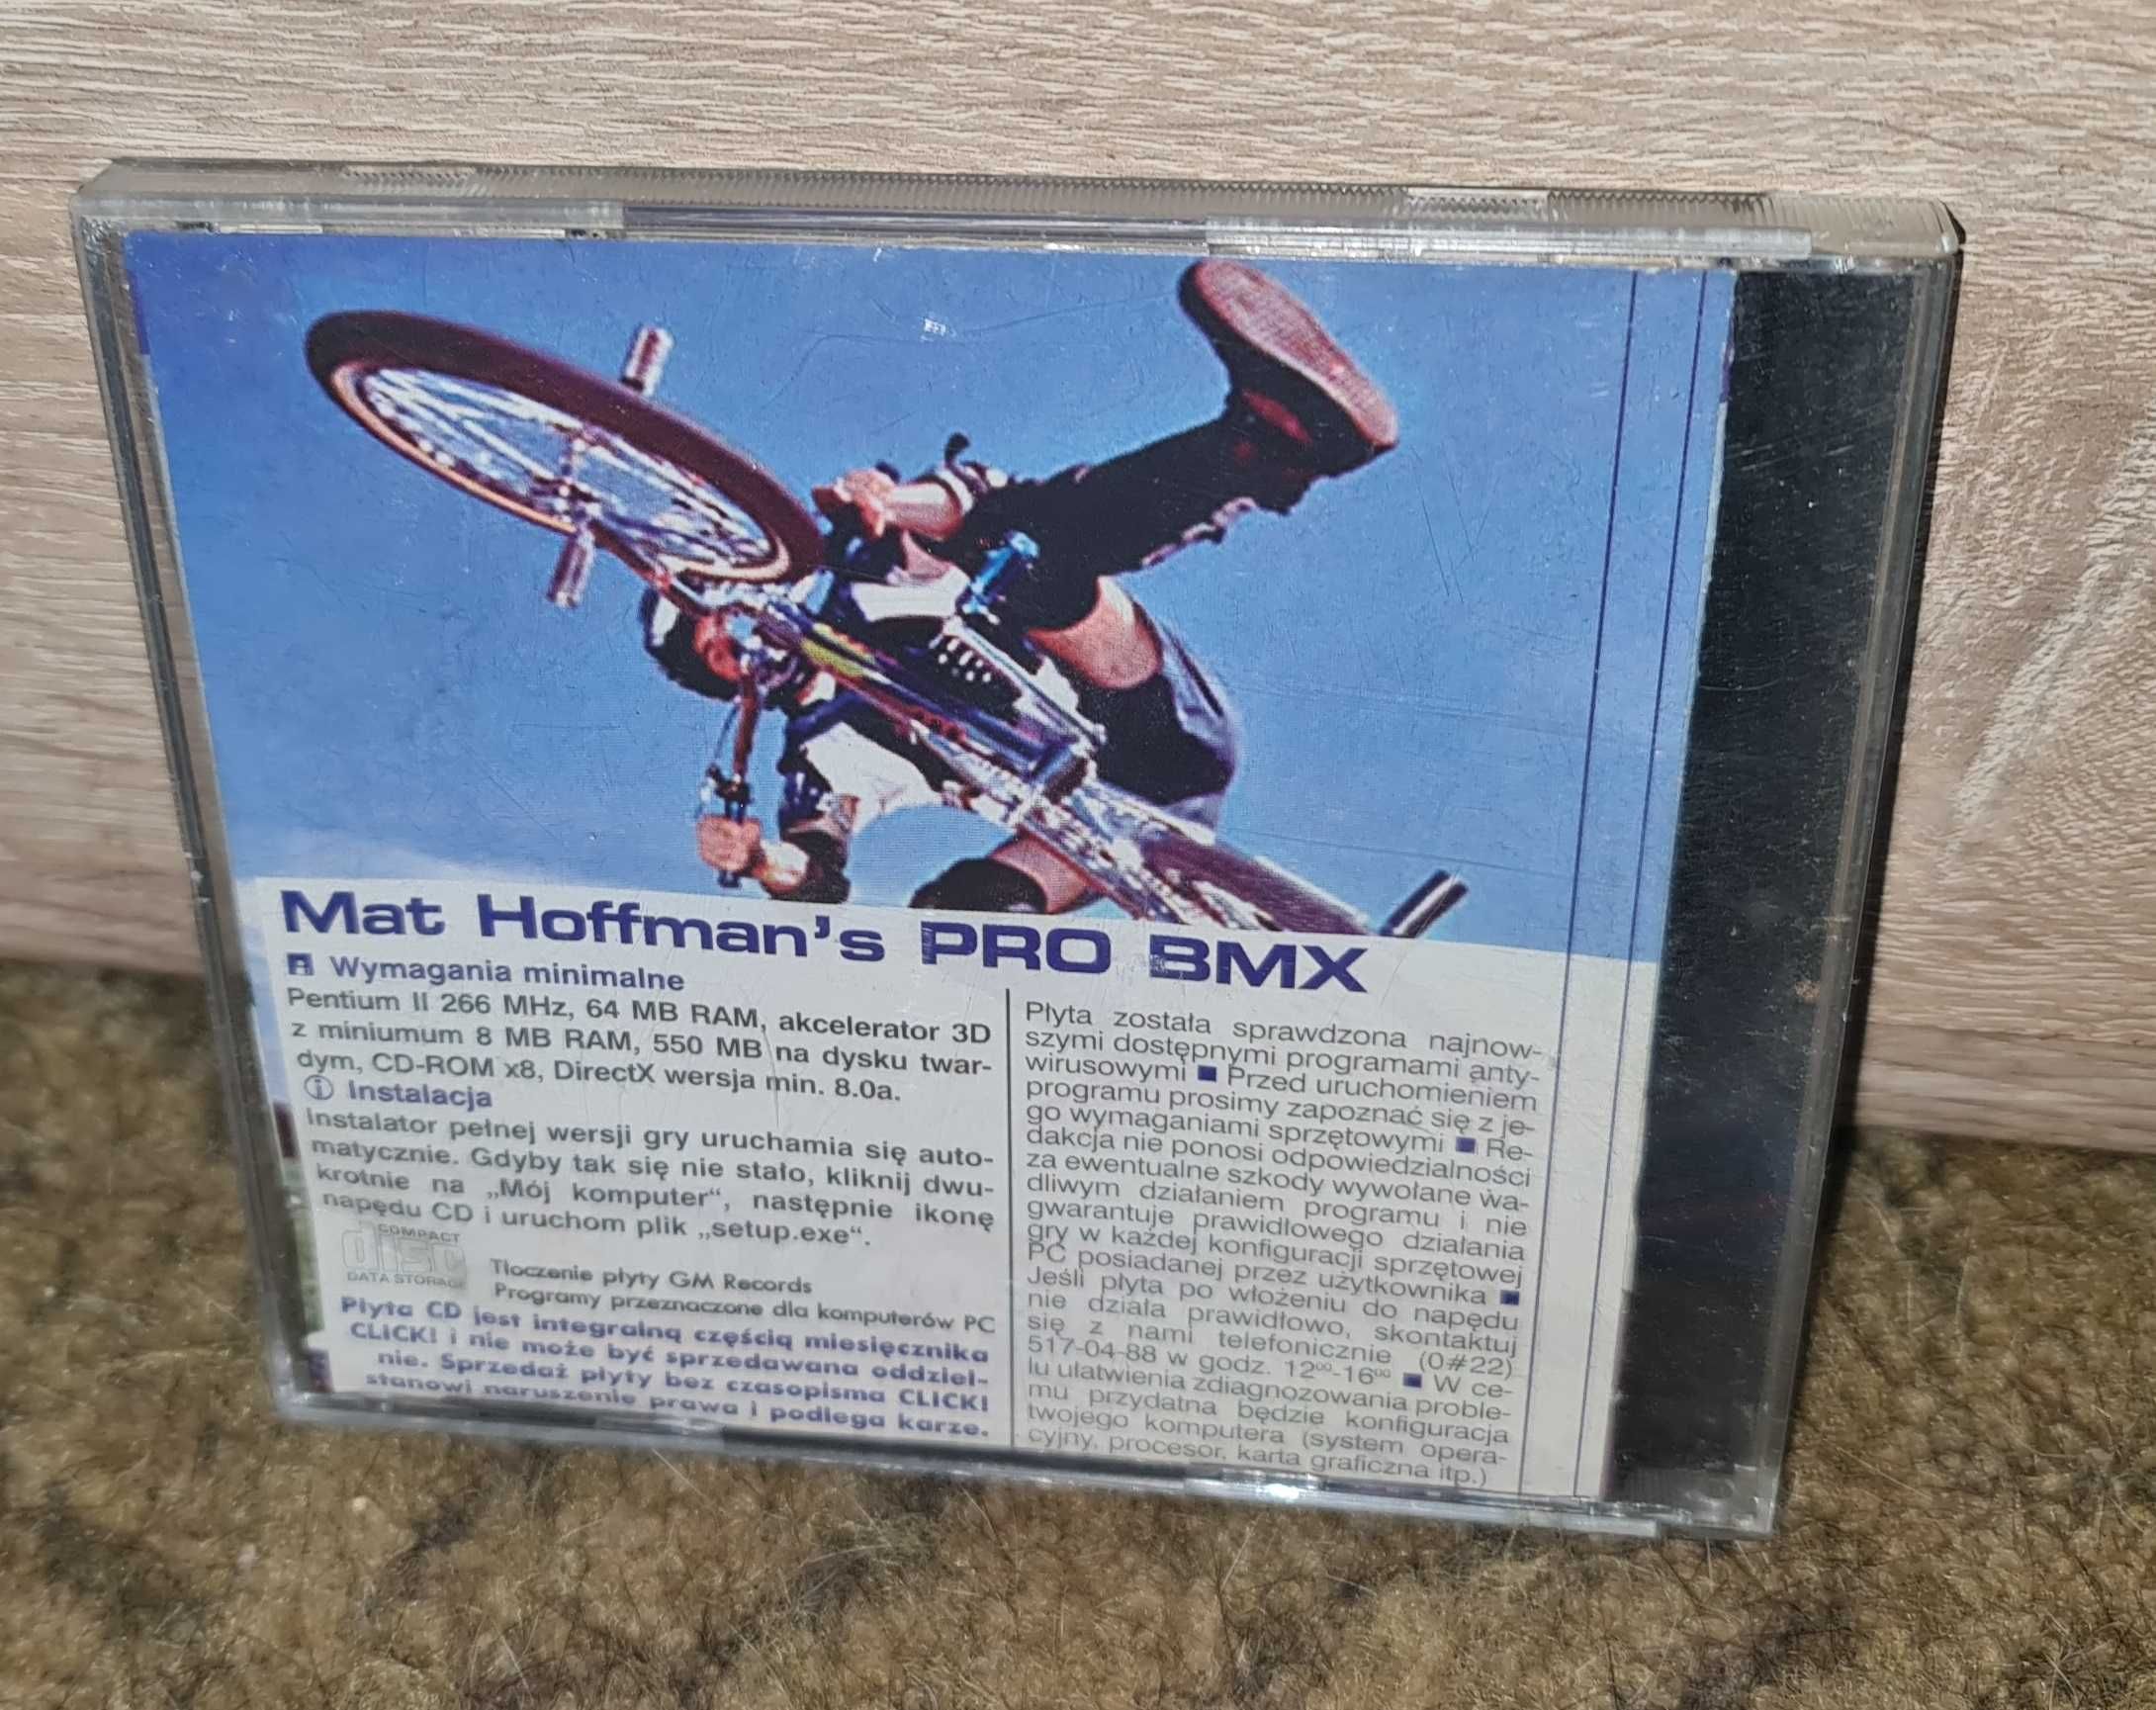 Mat Hoffman's PRO BMX
Wymagania minimalne
Pentium II 266 MHz, 64 MB RAM, akcelerator 3D
z miniumum 8 MB RAM, 550 MB na dysku twar-
dym, CD-ROM x8, DirectX wersja min. 8.0a.
Instalacja
Instalator pełnej wersji gry uruchamia się auto-
matycznie. Gdyby tak się nie stało, kliknij dwu-
krotnie na „Mój komputer“, następnie ikonę
napędu CD i uruchom plik „setup.exe“.
COMPACT
disc
DATA STORAGE
Tłoczenie płyty GM Records
Programy przeznaczone dla komputerów PC
Płyta CD jest integralną częścią miesięcznika
CLICK! i nie może być sprzedawana oddziel-
nie. Sprzedaż płyty bez czasopisma CLICK!
stanowi naruszenie prawa i podlega karze.
Płyta została sprawdzona najnow-
szymi dostępnymi programami anty-
wirusowymi ■ Przed uruchomieniem
programu prosimy zapoznać się z je-
go wymaganiami sprzętowymi ■ Re-
dakcja nie ponosi odpowiedzialności
za ewentualne szkody wywołane wa-
dliwym działaniem programu i nie
gwarantuje prawidłowego działania
gry w każdej konfiguracji sprzętowej
PC posiadanej przez użytkownika ■
Jeśli płyta po włożeniu do napędu
nie działa prawidłowo, skontaktuj
się z nami telefonicznie (0#22)
517-04-88 w godz. 12⁰⁰-16⁰⁰ ■ W ce-
lu ułatwienia zdiagnozowania proble-
mu przydatna będzie konfiguracja
twojego komputera (system opera-
cyjny, procesor, karta graficzna itp.)